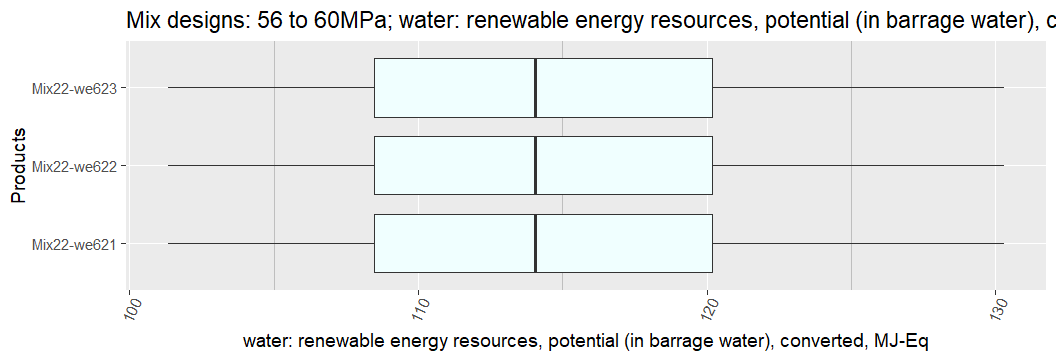 Mix designs: 56 to 60MPa; water: renewable energy resources, potential (in barrage water), c
Products
Mix22-we623
Mix22-we622
Mix22-we621
100
110
120
130
water: renewable energy resources, potential (in barrage water), converted, MJ-Eq